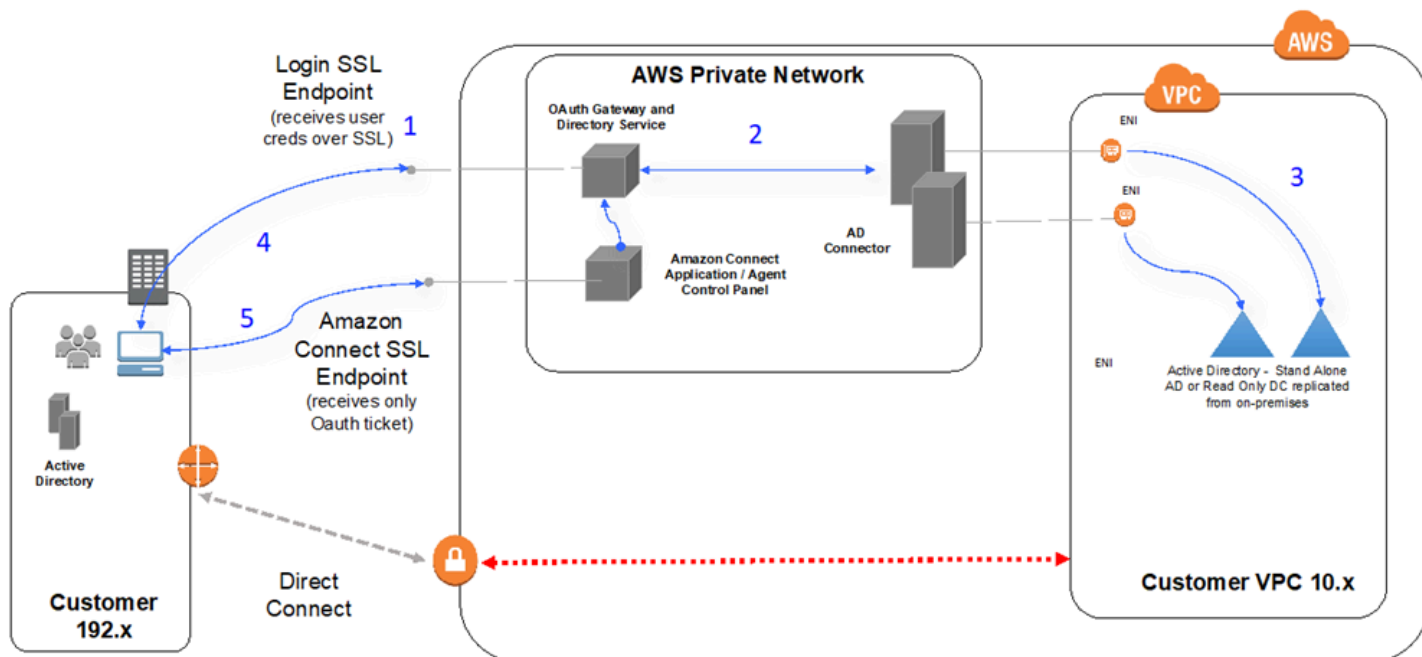 AWS
VPC
AWS Private Network
Login SSL
Endpoint
(receives user
creds over SSL)
1
OAuth Gateway and
Directory Service
2
ENI
ENI
3
4
AD
Connector
Amazon Connect
Application / Agent
Control Panel
5
Amazon
Connect SSL
Endpoint
(receives only
Oauth ticket)
ENI
Active Directory - Stand Alone
AD or Read Only DC replicated
from on-premises
Active
Directory
Direct
Connect
Customer
192.x
Customer VPC 10.x